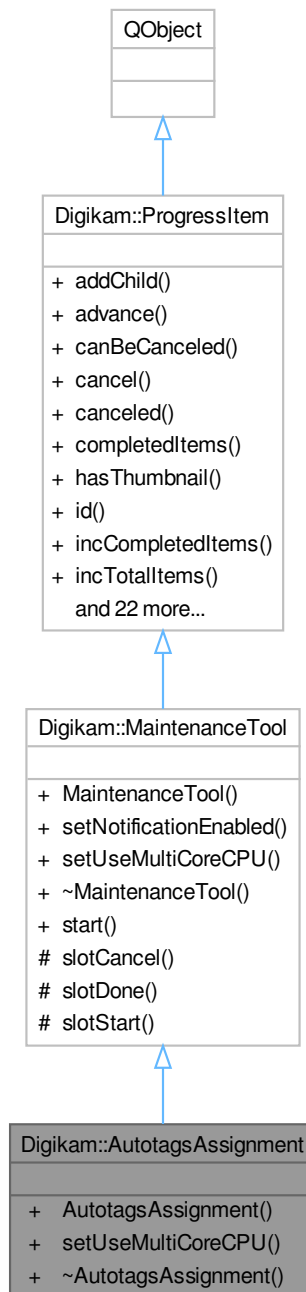 QObject
Digikam::ProgressItem
+ addChild()
+ advance()
+ canBeCanceled()
+ cancel()
+ canceled()
+ completedItems()
+ hasThumbnail()
+ id()
+ incCompletedItems()
+ incTotalItems()
and 22 more...
Digikam::MaintenanceTool
+ MaintenanceTool()
+ setNotificationEnabled()
+ setUseMultiCoreCPU()
+ ~MaintenanceTool()
+ start()
# slotCancel()
# slotDone()
# slotStart()
Digikam::AutotagsAssignment
+ AutotagsAssignment()
+ setUseMultiCoreCPU()
+ ~AutotagsAssignment()